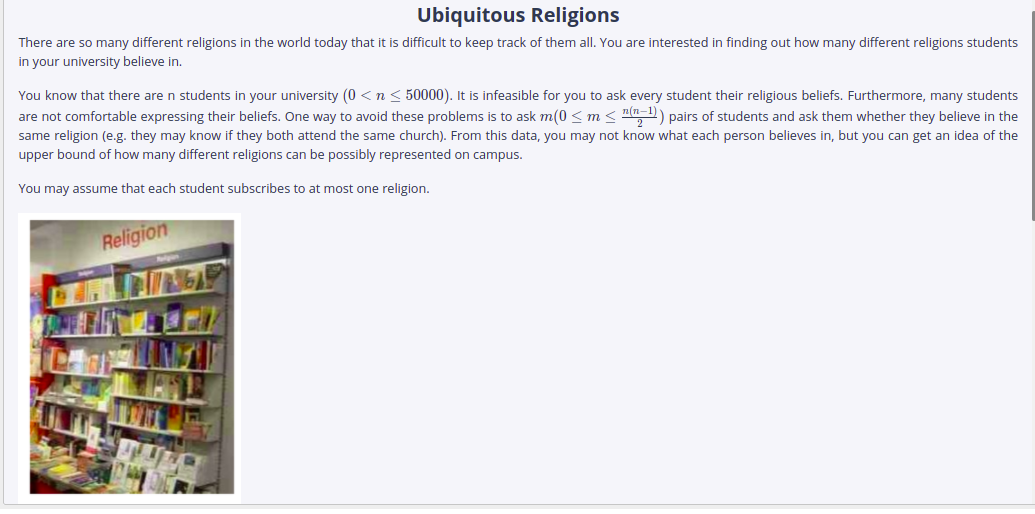 Ubiquitous Religions
There are so many different religions in the world today that it is difficult to keep track of them all. You are interested in finding out how many different religions students
in your university believe in.
You know that there are n students in your university (0 < n ≤ 50000). It is infeasible for you to ask every student their religious beliefs. Furthermore, many students
are not comfortable expressing their beliefs. One way to avoid these problems is to ask m(0 ≤ m ≤ n(n−1)/2) pairs of students and ask them whether they believe in the
same religion (e.g. they may know if they both attend the same church). From this data, you may not know what each person believes in, but you can get an idea of the
upper bound of how many different religions can be possibly represented on campus.
You may assume that each student subscribes to at most one religion.
Religion
Religion
Religion